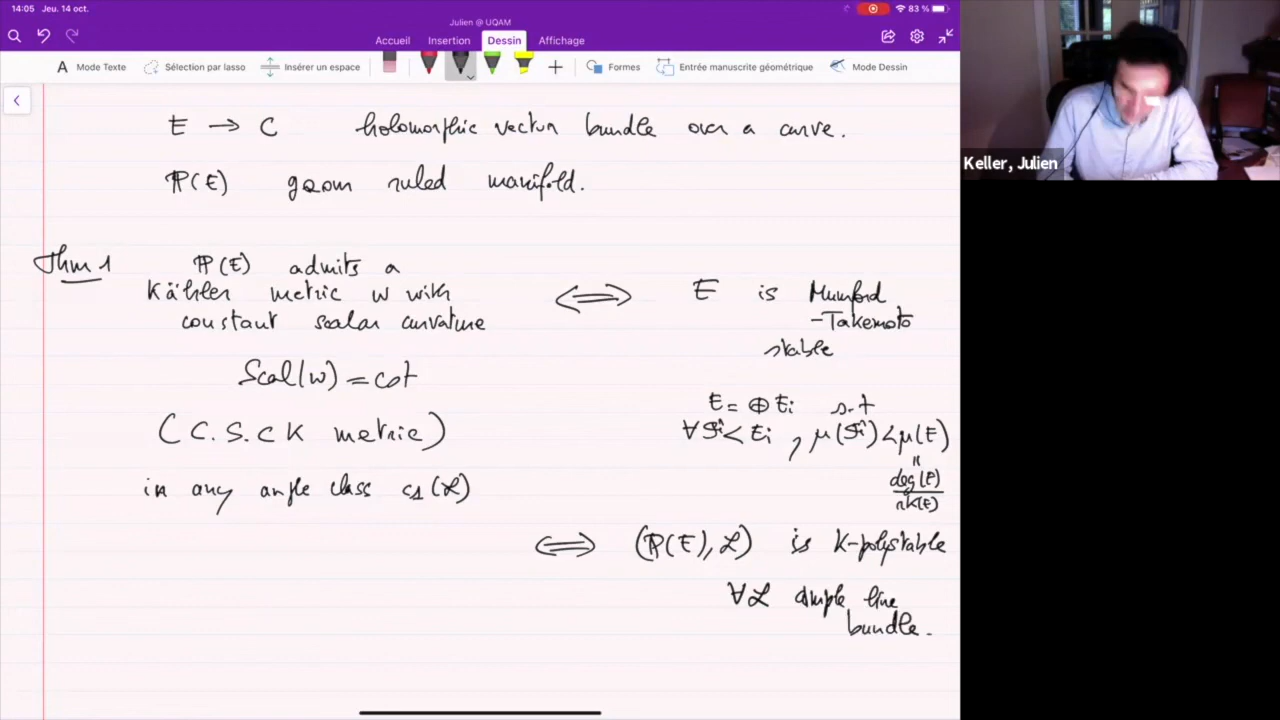 14:05 Jeu. 14 oct.
83 %
Julien @ UQAM
Accueil Insertion Dessin Affichage
A Mode Texte Sélection par lasso Insérer un espace Formes Entrée manuscrite géométrique Mode Dessin
E → C holomorphic vector bundle over a curve.
P(E) geom ruled manifold.
Thm 1 P(E) admits a
Kähler metric ω with
constant scalar curvature
⟺ E is Mumford
-Takemoto
stable
Scal(ω) = cst
(C.S.C.K metric)
in any ample class c1(L)
E = ⊕ Ei s.t
∀ Fi < Ei , μ(Fi) < μ(E)
"
deg(E)
rk(E)
⟺ (P(E), L) is K-polystable
∀ L ample line
bundle.
Keller, Julien